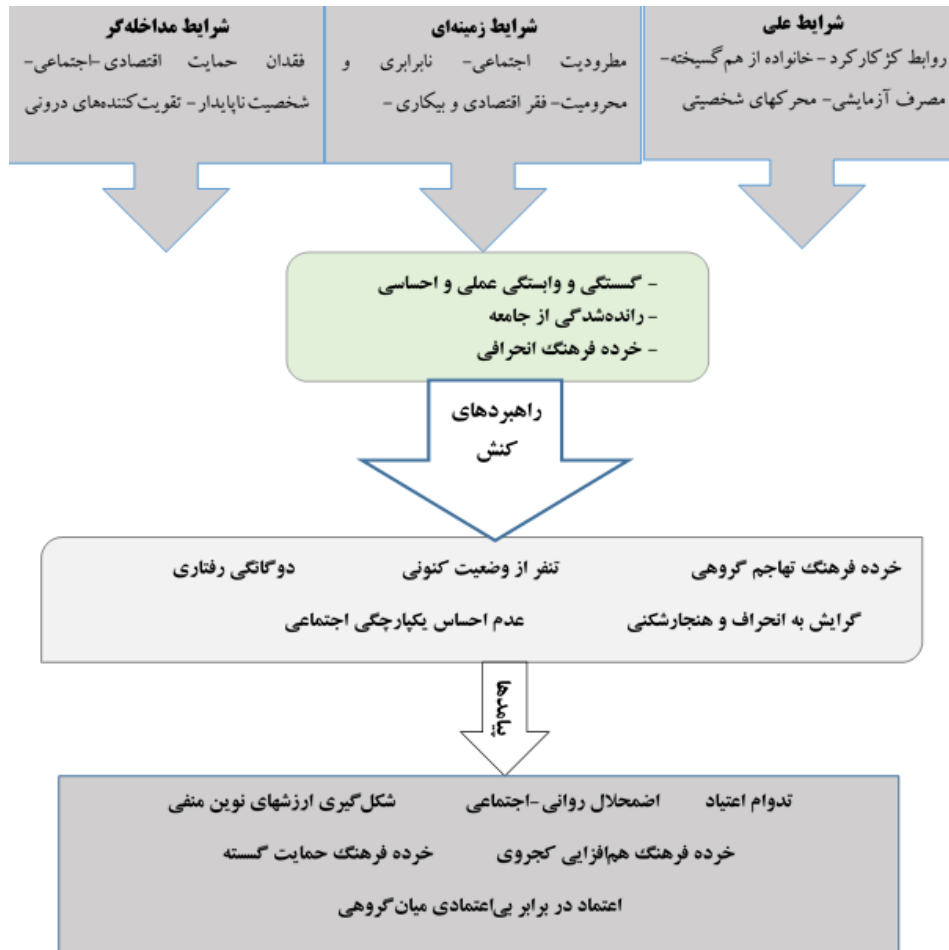 شرایط علی
روابط کژکارکرد-خانواده از هم گسیخته-
مصرف آزمایشی- محرکهای شخصیتی
شرایط زمینه‌ای
مطرودیت اجتماعی- نابرابری و
محرومیت- فقر اقتصادی و بیکاری-
شرایط مداخله‌گر
فقدان حمایت اقتصادی-اجتماعی-
شخصیت ناپایدار- تقویت‌کننده‌های درونی
- گسستگی و وابستگی عملی و احساسی
- رانده‌شدگی از جامعه
- خرده فرهنگ انحرافی
راهبردهای
کنش
خرده فرهنگ تهاجم گروهی تنفر از وضعیت کنونی دوگانگی رفتاری
گرایش به انحراف و هنجارشکنی عدم احساس یکپارچگی اجتماعی
پیامدها
تدوام اعتیاد اضمحلال روانی-اجتماعی شکل‌گیری ارزشهای نوین منفی
خرده فرهنگ هم‌افزایی کجروی خرده فرهنگ حمایت گسسته
اعتماد در برابر بی‌اعتمادی میان‌گروهی